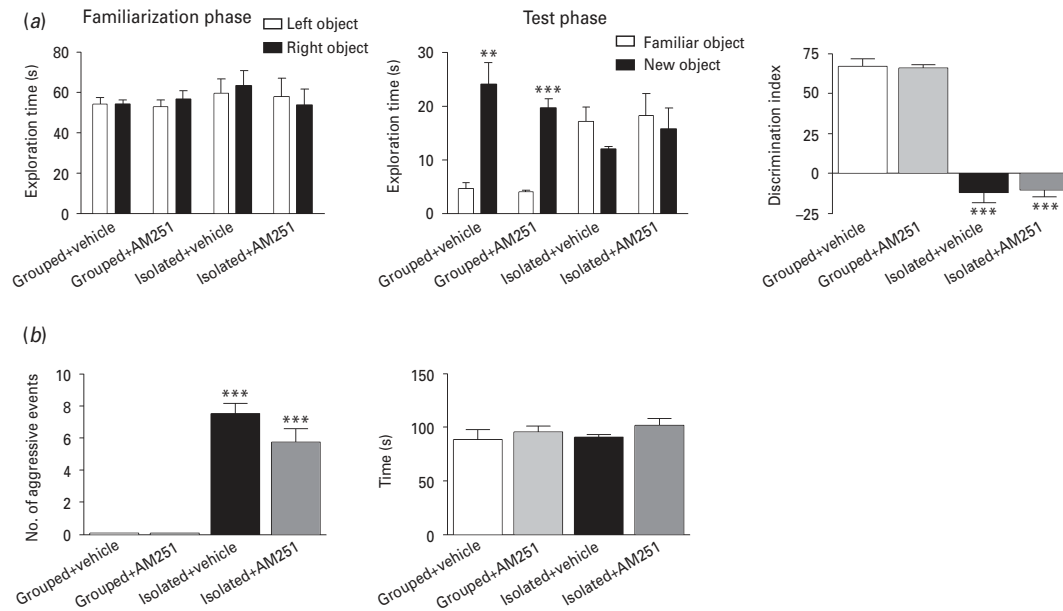 (a)
Familiarization phase
Left object
Right object
Exploration time (s)
80
60
40
20
0
Grouped+vehicle
Grouped+AM251
Isolated+vehicle
Isolated+AM251
Test phase
Familiar object
New object
Exploration time (s)
30
20
10
0
**
***
Grouped+vehicle
Grouped+AM251
Isolated+vehicle
Isolated+AM251
Discrimination index
75
50
25
0
–25
***
***
Grouped+vehicle
Grouped+AM251
Isolated+vehicle
Isolated+AM251
(b)
No. of aggressive events
10
8
6
4
2
0
***
***
Grouped+vehicle
Grouped+AM251
Isolated+vehicle
Isolated+AM251
Time (s)
150
100
50
0
Grouped+vehicle
Grouped+AM251
Isolated+vehicle
Isolated+AM251